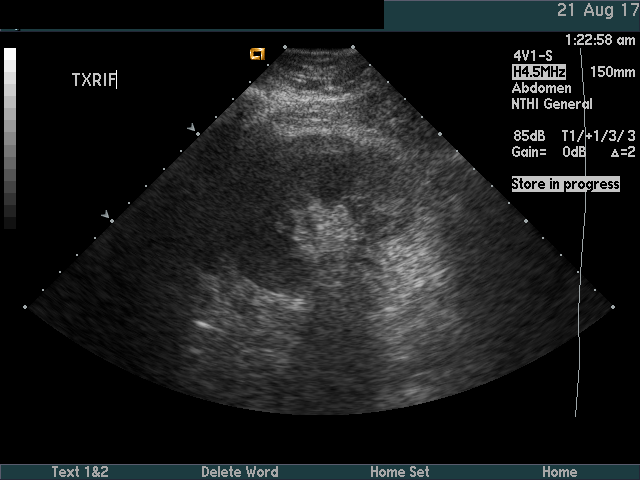 21 Aug 17
1:22:58 am
4V1-S
H4.5MHz 150mm
Abdomen
NTHI General
85dB T1/+1/3/3
Gain= 0dB Δ=2
Store in progress
TXRIF
Text 1&2 Delete Word Home Set Home